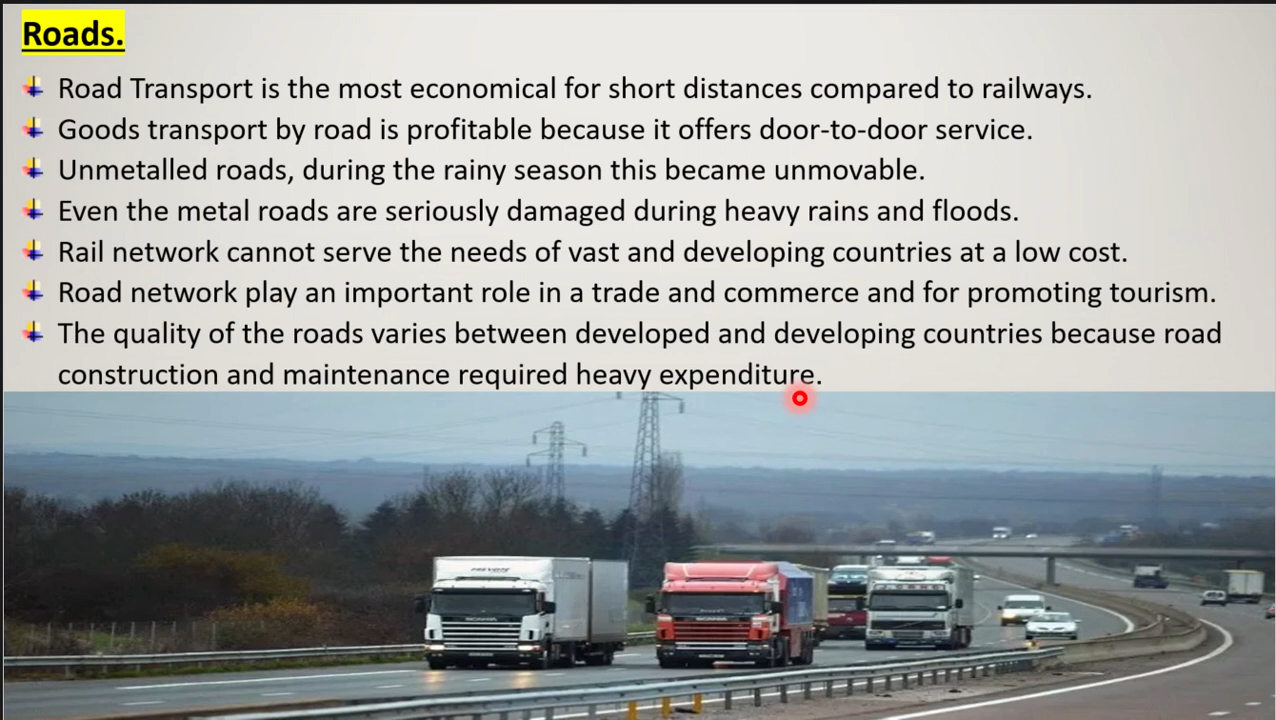 Roads.
Road Transport is the most economical for short distances compared to railways.
Goods transport by road is profitable because it offers door-to-door service.
Unmetalled roads, during the rainy season this became unmovable.
Even the metal roads are seriously damaged during heavy rains and floods.
Rail network cannot serve the needs of vast and developing countries at a low cost.
Road network play an important role in a trade and commerce and for promoting tourism.
The quality of the roads varies between developed and developing countries because road
construction and maintenance required heavy expenditure.
SCANIA
SCANIA